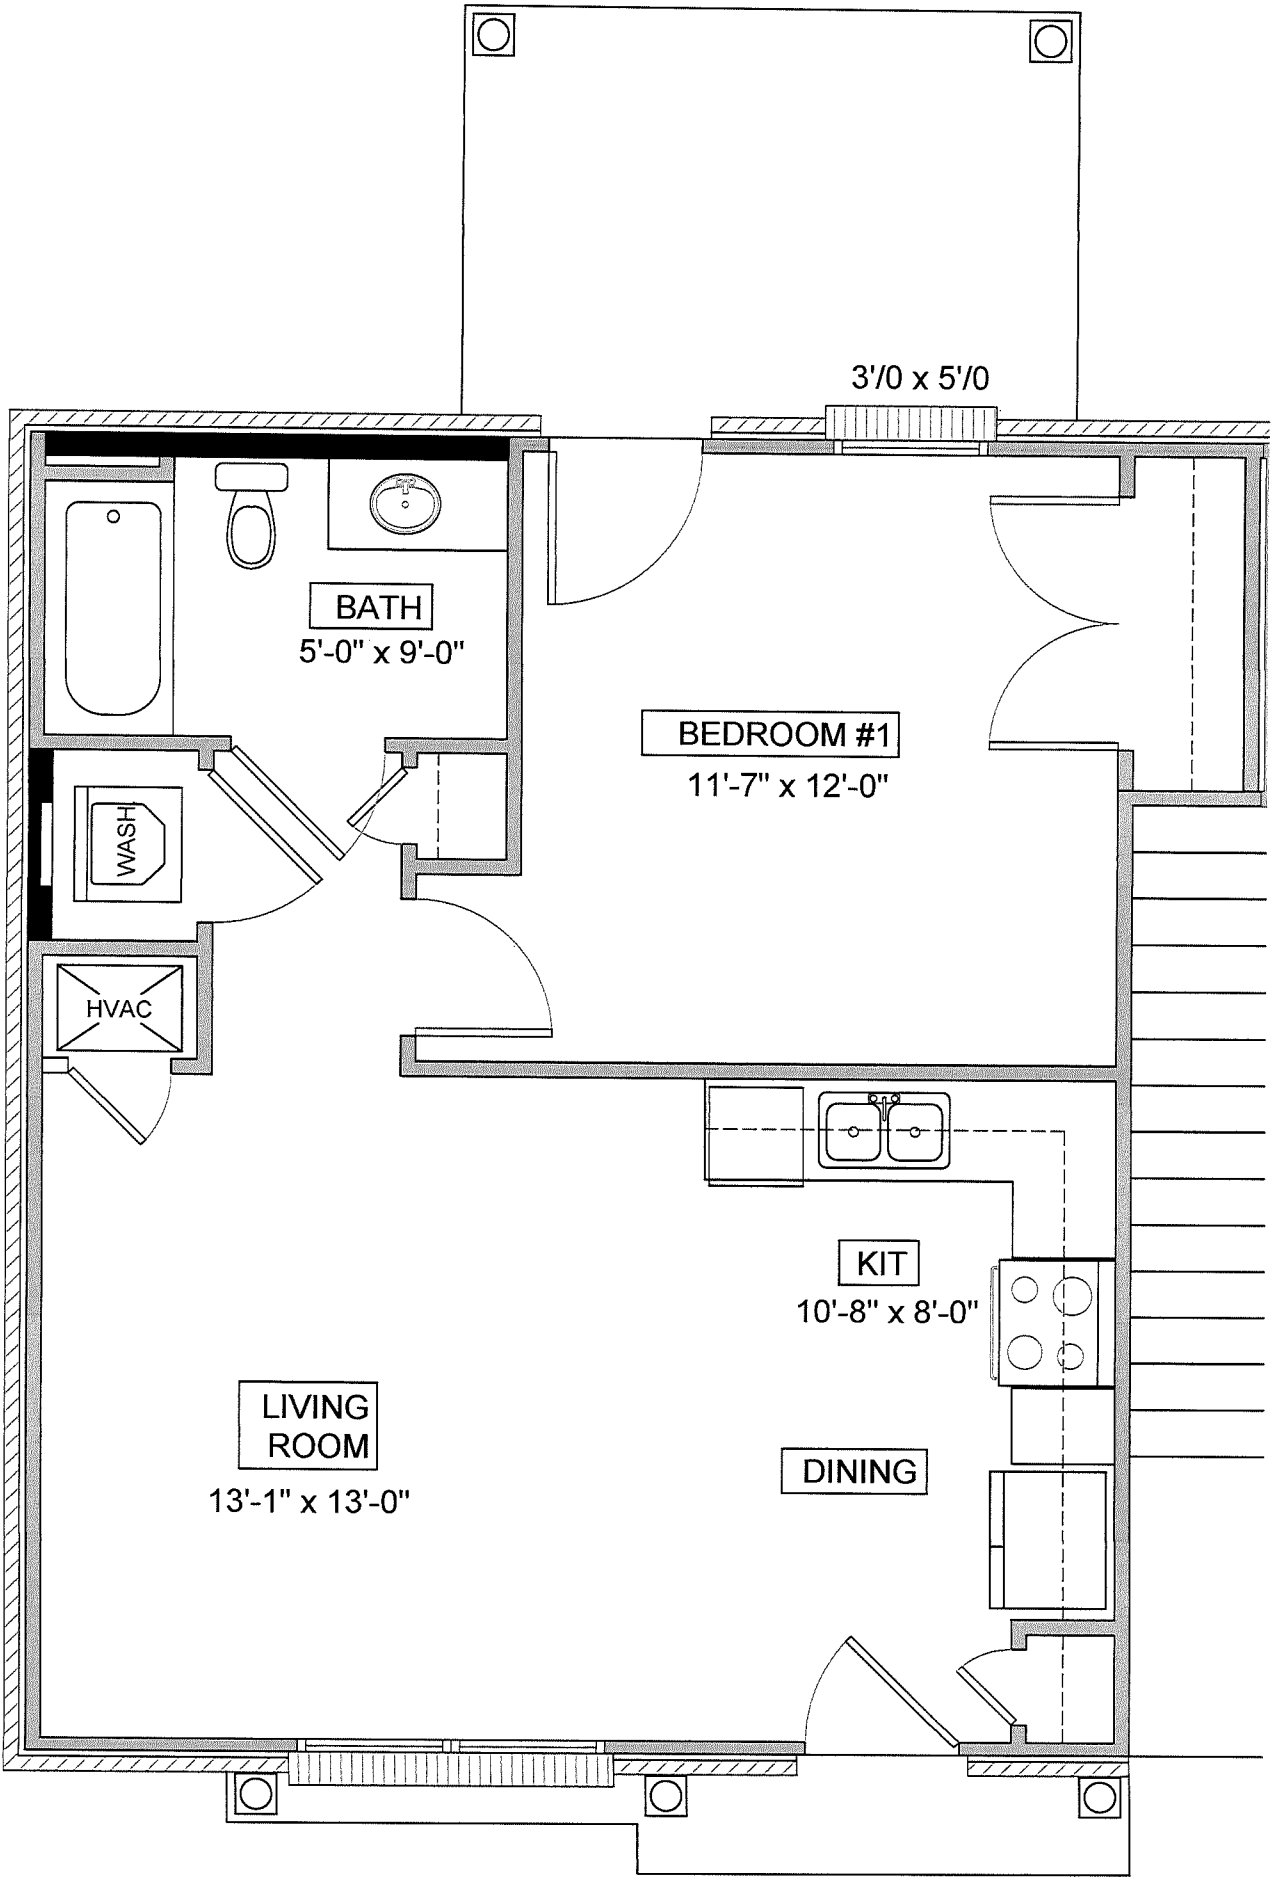 3'/0 x 5'/0
BATH
5'-0" x 9'-0"
BEDROOM #1
11'-7" x 12'-0"
WASH
HVAC
KIT
10'-8" x 8'-0"
LIVING
ROOM
13'-1" x 13'-0"
DINING